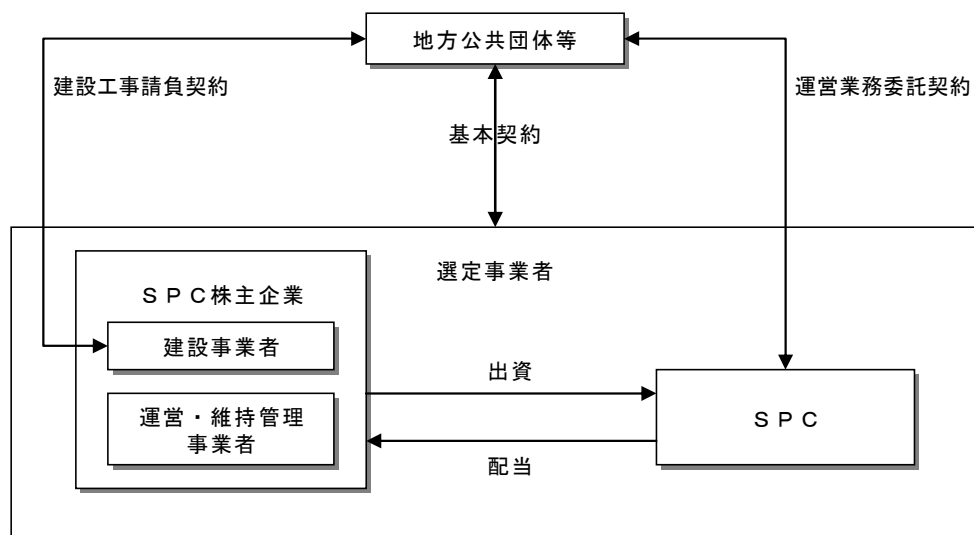 地方公共団体等
建設工事請負契約
運営業務委託契約
基本契約
選定事業者
ＳＰＣ株主企業
建設事業者
出資
運営・維持管理
事業者
ＳＰＣ
配当